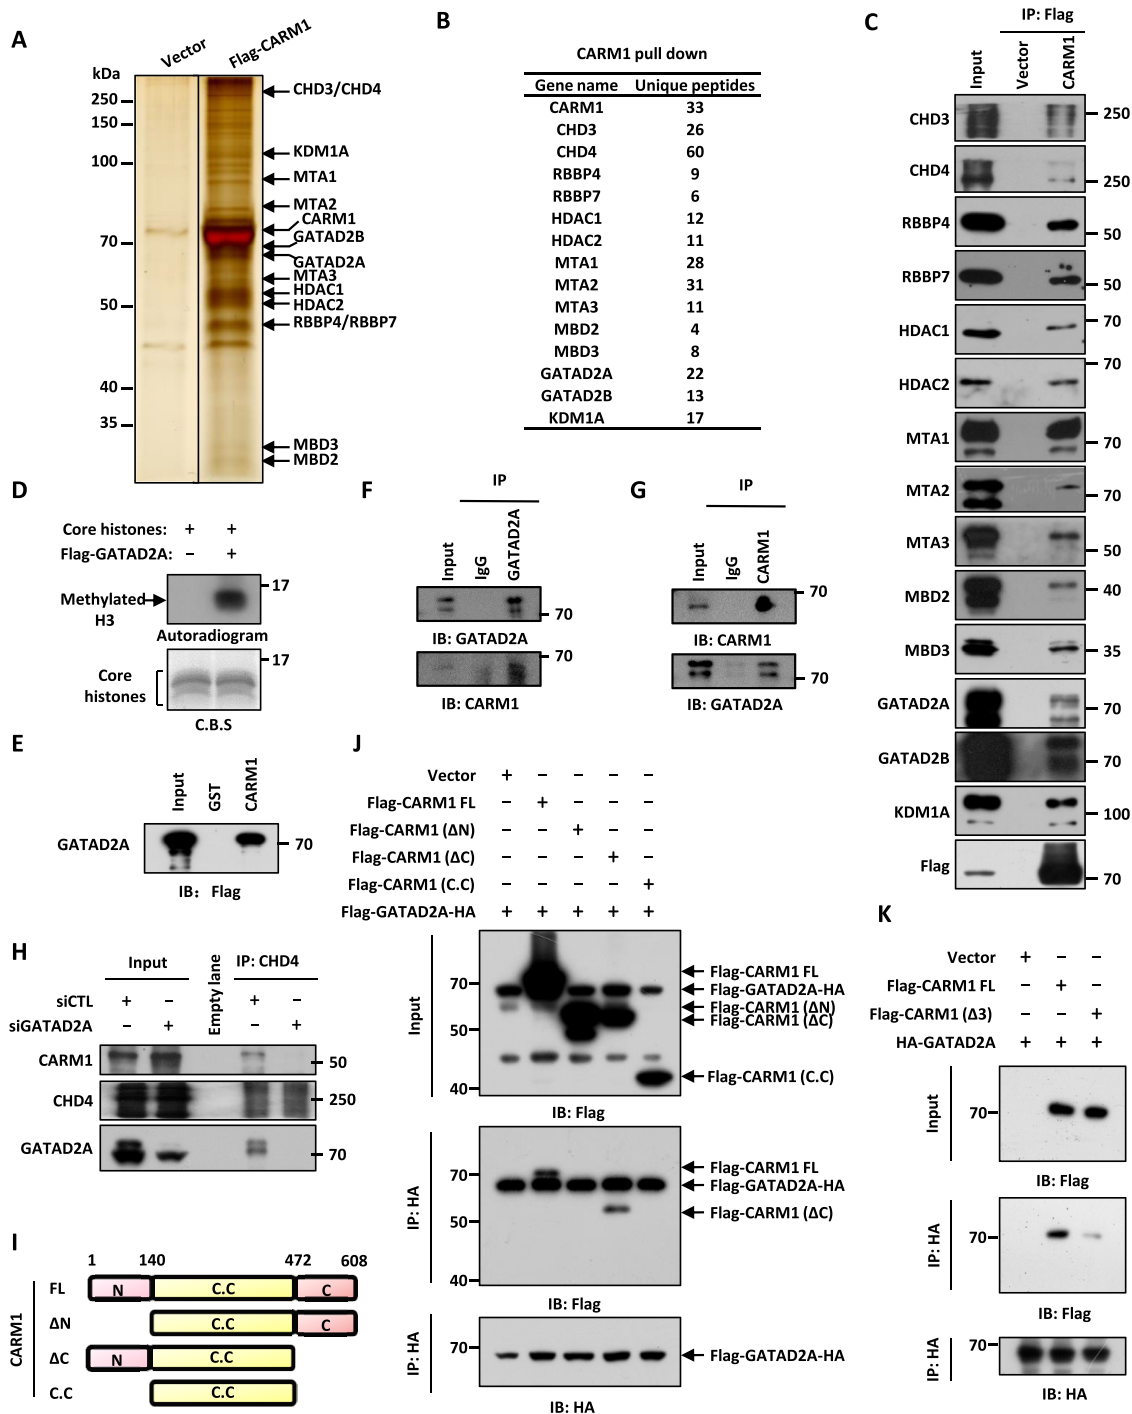 A
Vector
Flag-CARM1
kDa
250
150
100
70
50
40
35
CHD3/CHD4
KDM1A
MTA1
MTA2
CARM1
GATAD2B
GATAD2A
MTA3
HDAC1
HDAC2
RBBP4/RBBP7
MBD3
MBD2
B
CARM1 pull down
Gene name Unique peptides
CARM1 33
CHD3 26
CHD4 60
RBBP4 9
RBBP7 6
HDAC1 12
HDAC2 11
MTA1 28
MTA2 31
MTA3 11
MBD2 4
MBD3 8
GATAD2A 22
GATAD2B 13
KDM1A 17
C
IP: Flag
Input Vector CARM1
CHD3 250
CHD4 250
RBBP4 50
RBBP7 50
HDAC1 70
HDAC2 70
MTA1 70
MTA2 70
MTA3 50
MBD2 40
MBD3 35
GATAD2A 70
GATAD2B 70
KDM1A 100
Flag 70
D
Core histones: + +
Flag-GATAD2A: − +
17
Methylated
H3
Autoradiogram
17
Core
histones
C.B.S
E
Input GST CARM1
GATAD2A 70
IB: Flag
F
IP
Input IgG GATAD2A
70
IB: GATAD2A
70
IB: CARM1
G
IP
Input IgG CARM1
70
IB: CARM1
70
IB: GATAD2A
H
Input Empty lane IP: CHD4
siCTL + − + −
siGATAD2A − + − +
CARM1 50
CHD4 250
GATAD2A 70
I
1 140 472 608
CARM1
FL N C.C C
ΔN C.C C
ΔC N C.C
C.C C.C
J
Vector + − − − −
Flag-CARM1 FL − + − − −
Flag-CARM1 (ΔN) − − + − −
Flag-CARM1 (ΔC) − − − + −
Flag-CARM1 (C.C) − − − − +
Flag-GATAD2A-HA + + + + +
Input
70
50
40
Flag-CARM1 FL
Flag-GATAD2A-HA
Flag-CARM1 (ΔN)
Flag-CARM1 (ΔC)
Flag-CARM1 (C.C)
IB: Flag
IP: HA
70
50
40
Flag-CARM1 FL
Flag-GATAD2A-HA
Flag-CARM1 (ΔC)
IB: Flag
IP: HA
70
Flag-GATAD2A-HA
IB: HA
K
Vector + − −
Flag-CARM1 FL − + −
Flag-CARM1 (Δ3) − − +
HA-GATAD2A + + +
Input
70
IB: Flag
IP: HA
70
IB: Flag
IP: HA
70
IB: HA